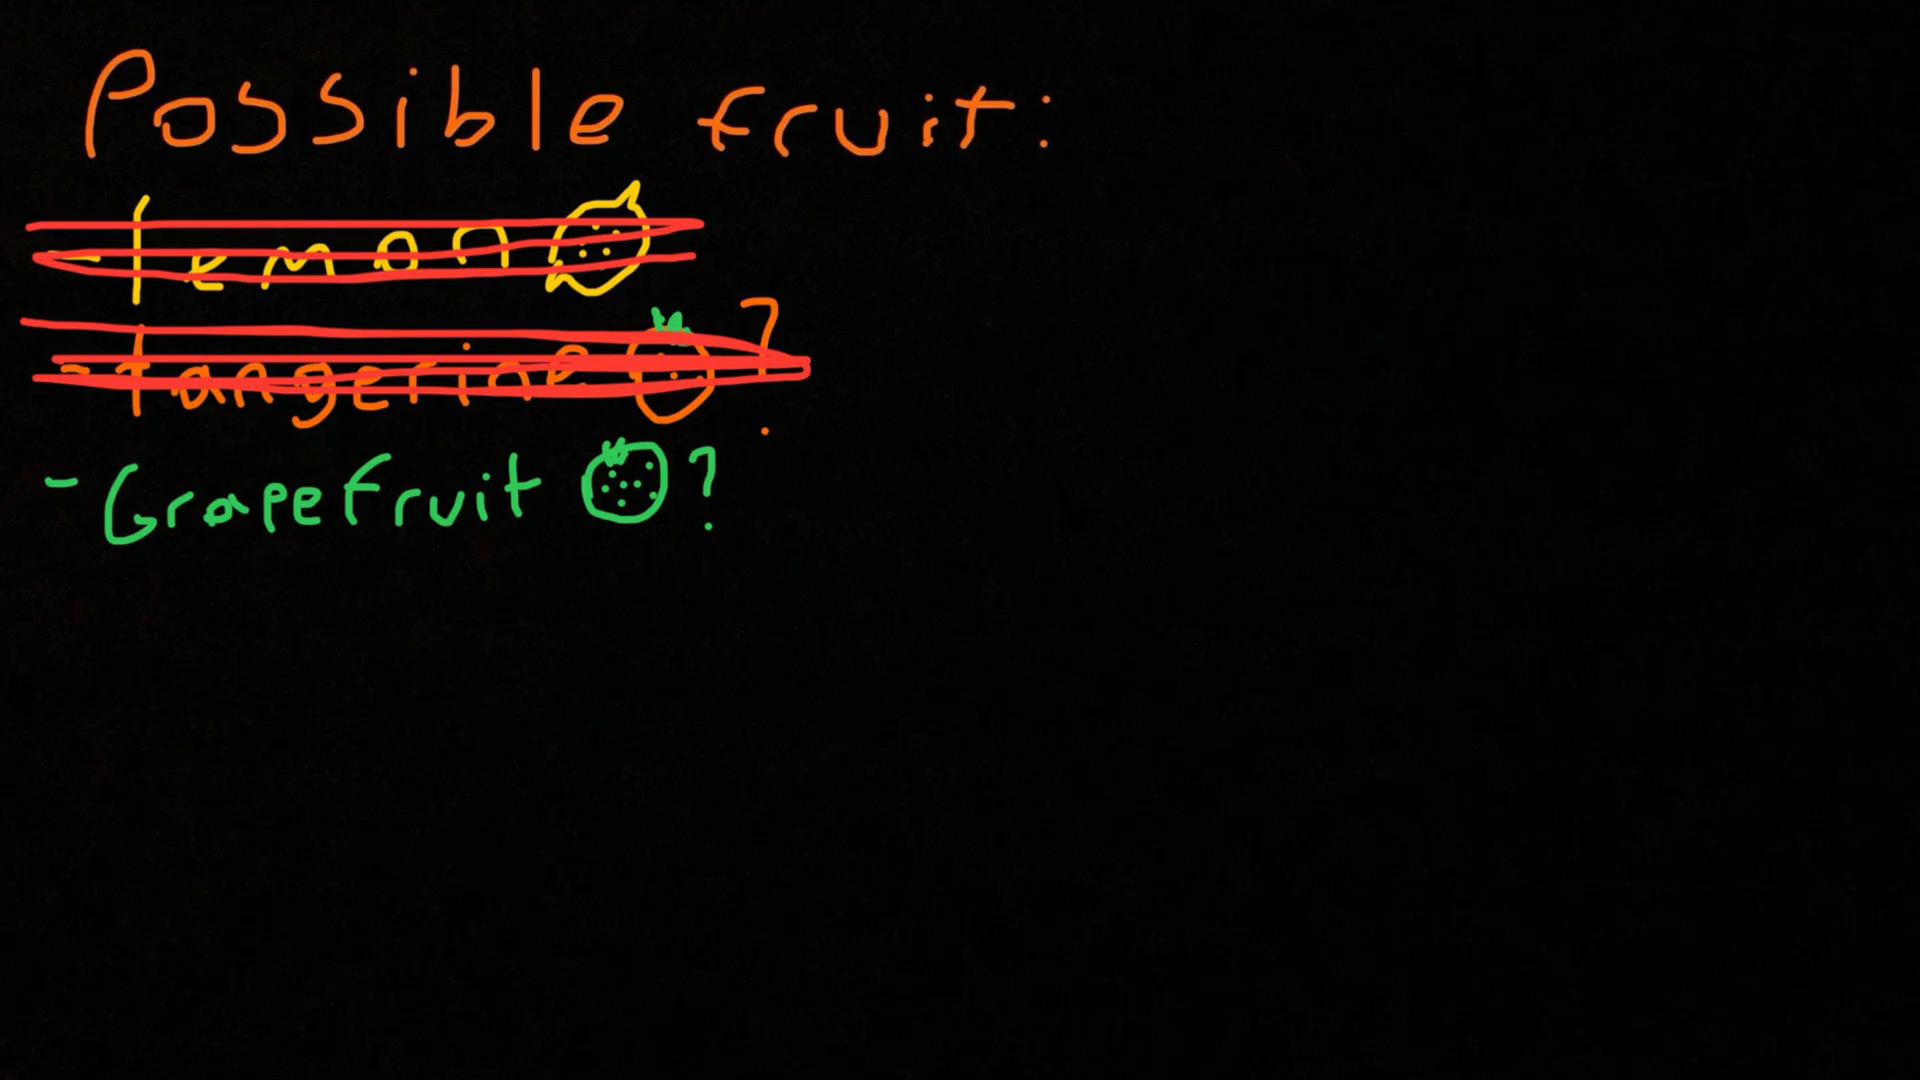 Possible fruit:
- lemon
- tangerine ?
- Grapefruit ?